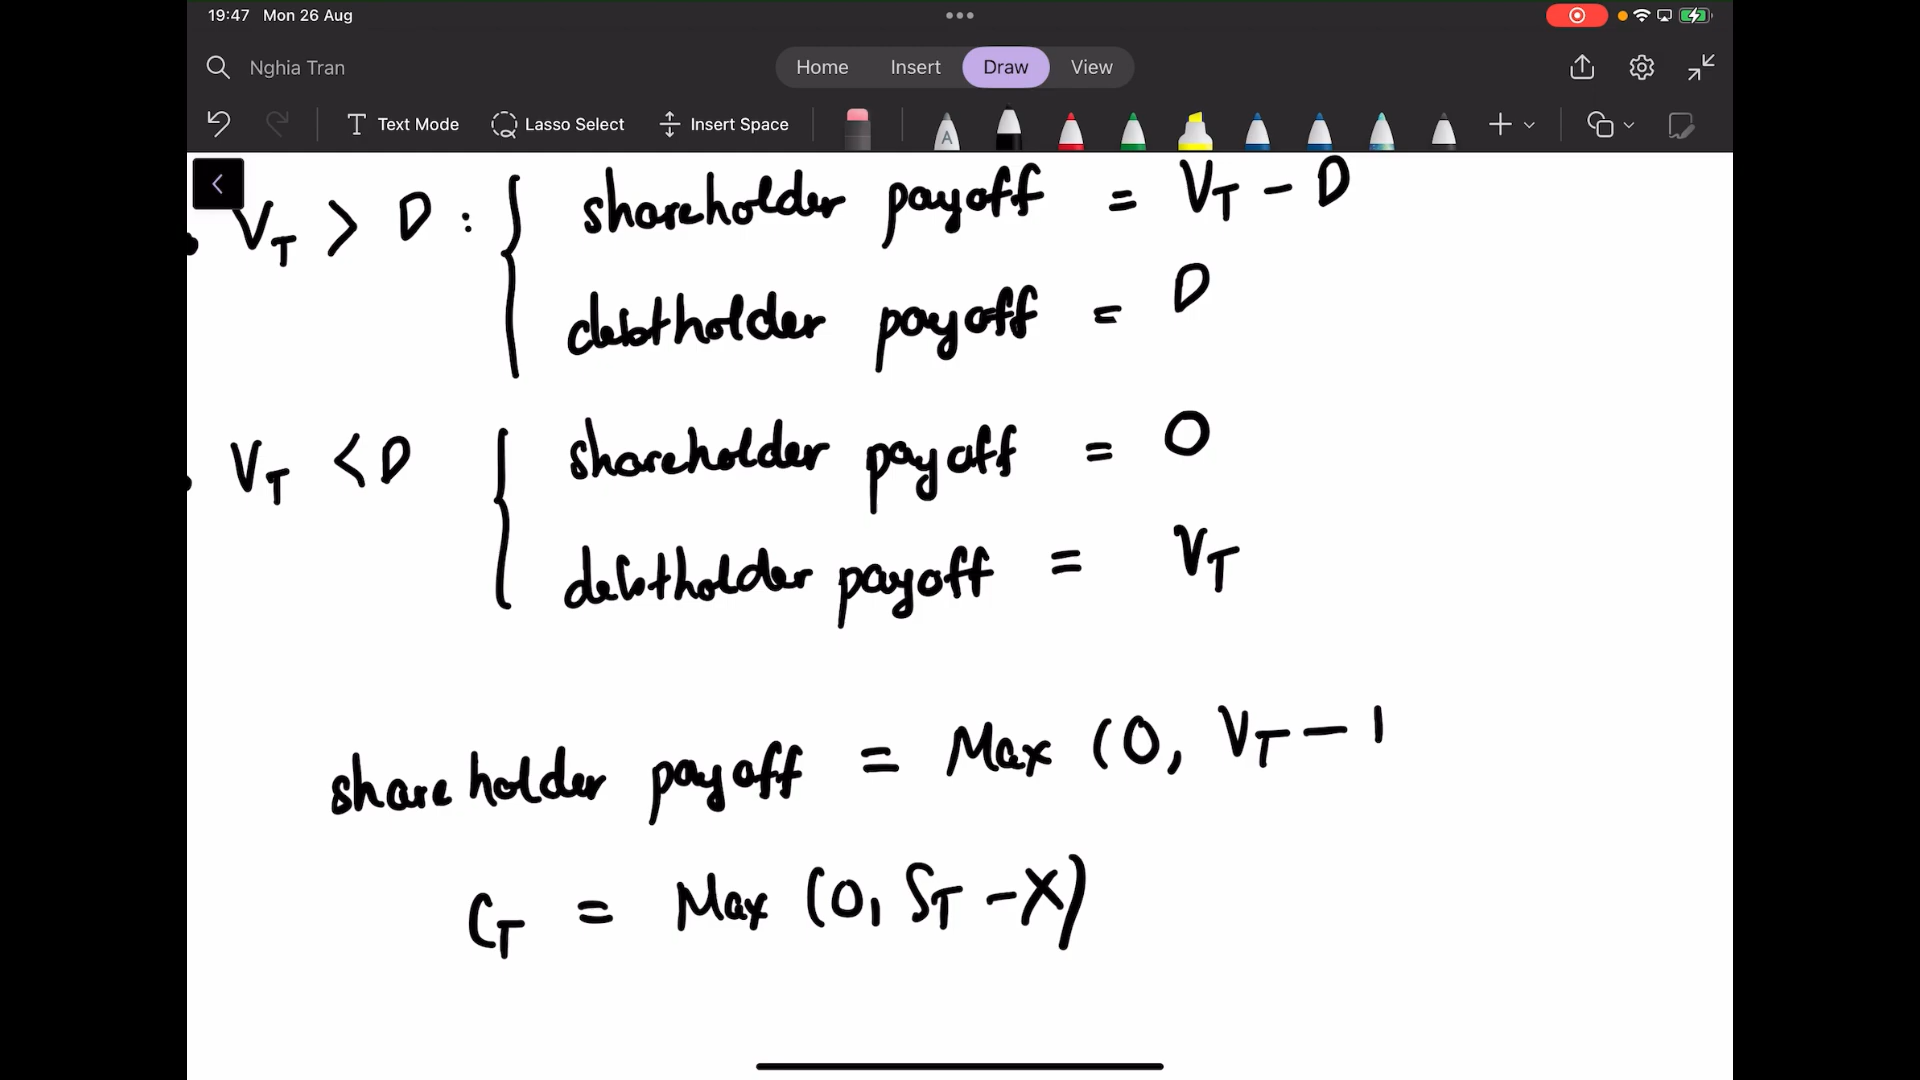 19:47 Mon 26 Aug
Nghia Tran
Home Insert Draw View
Text Mode Lasso Select Insert Space A
V_T > D : { shareholder payoff = V_T - D
debtholder payoff = D
V_T < D { shareholder payoff = 0
debtholder payoff = V_T
shareholder payoff = Max (0, V_T - 1
C_T = Max (0, S_T - X)